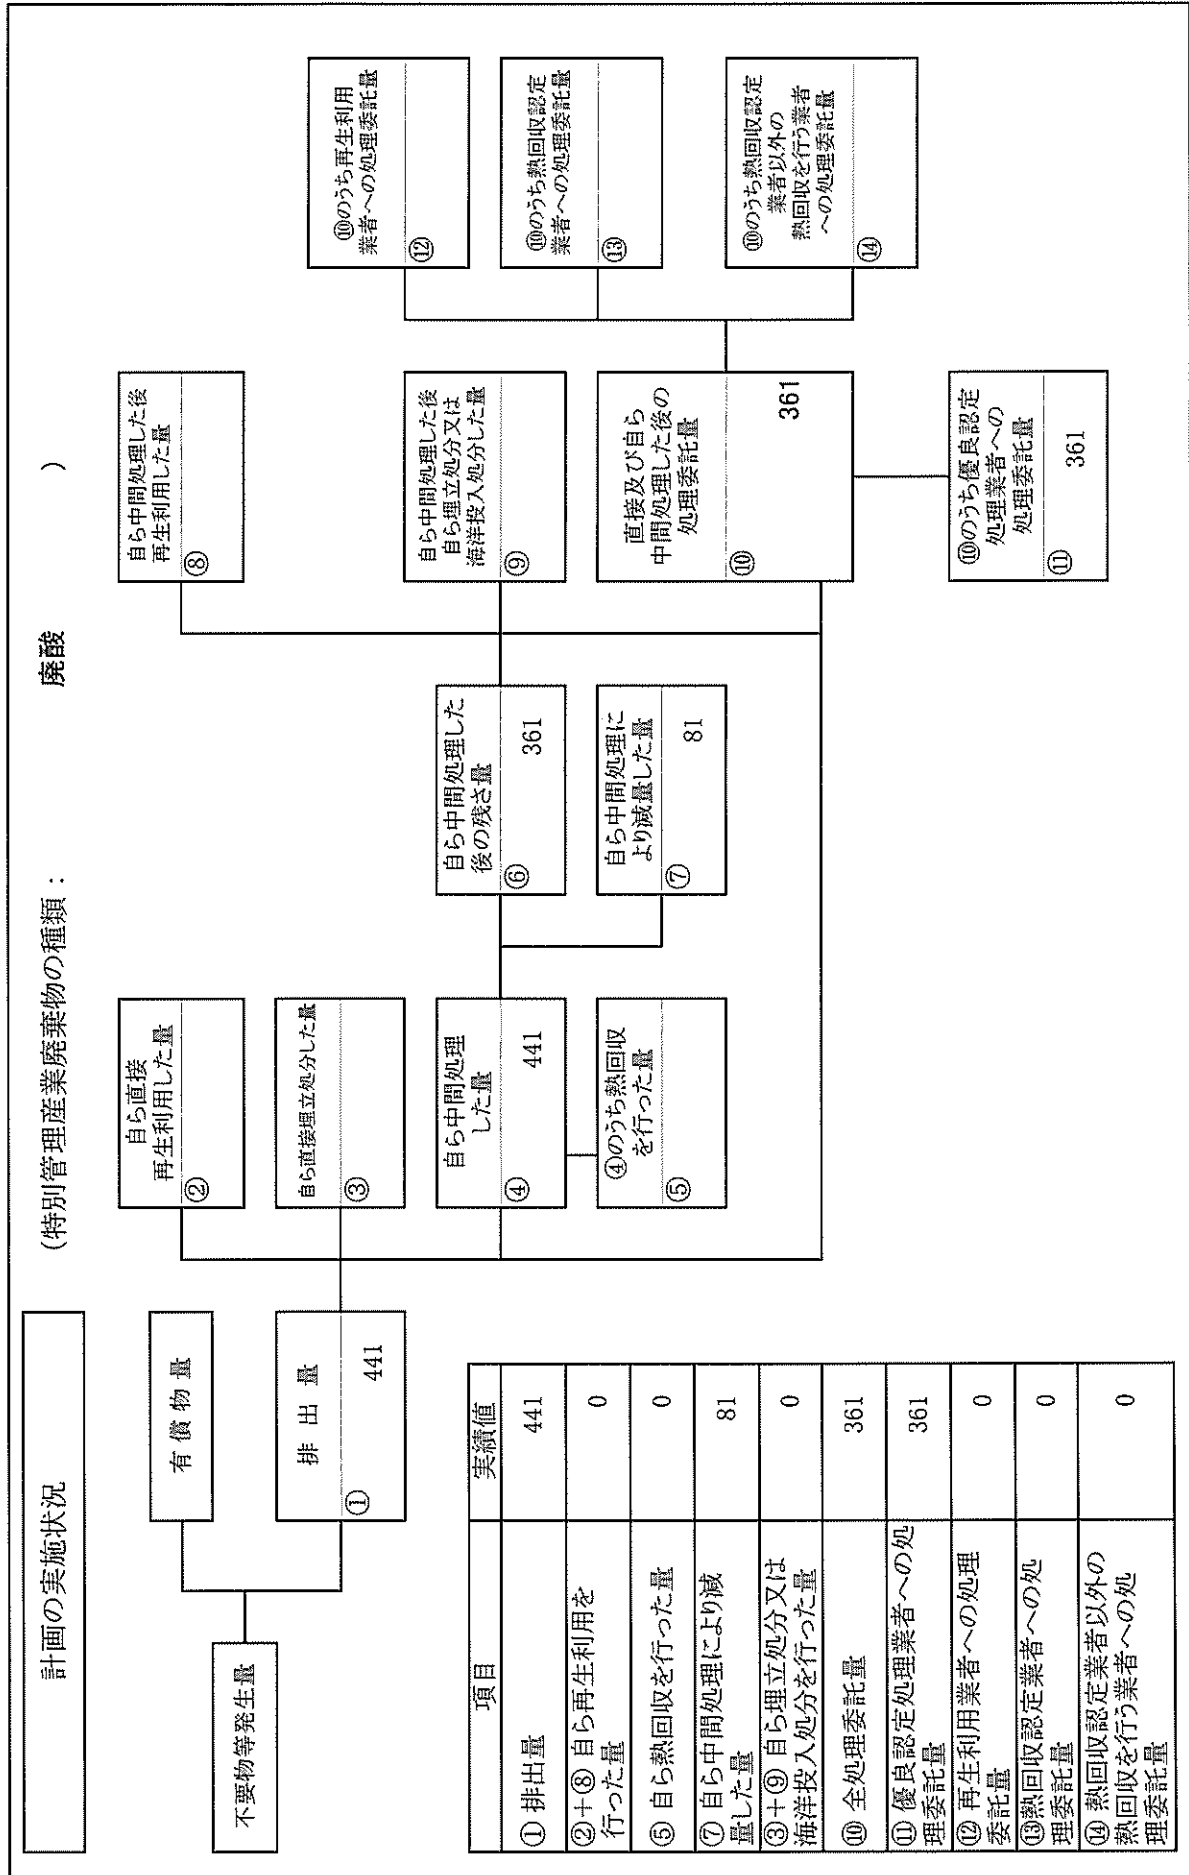 計画の実施状況
(特別管理産業廃棄物の種類： 廃酸 )
不要物等発生量
有償物量
排出量
① 441
自ら直接
再生利用した量
②
自ら直接埋立処分した量
③
自ら中間処理
した量
④ 441
④のうち熱回収
を行った量
⑤
自ら中間処理した
後の残さ量
⑥ 361
自ら中間処理に
より減量した量
⑦ 81
自ら中間処理した後
再生利用した量
⑧
自ら中間処理した後
自ら埋立処分又は
海洋投入処分した量
⑨
直接及び自ら
中間処理した後の
処理委託量
⑩ 361
⑩のうち優良認定
処理業者への
処理委託量
⑪ 361
⑩のうち再生利用
業者への処理委託量
⑫
⑩のうち熱回収認定
業者への処理委託量
⑬
⑩のうち熱回収認定
業者以外の
熱回収を行う業者
への処理委託量
⑭
項目 実績値
① 排出量 441
②+⑧ 自ら再生利用を
行った量 0
⑤ 自ら熱回収を行った量 0
⑦ 自ら中間処理により減
量した量 81
③+⑨ 自ら埋立処分又は
海洋投入処分を行った量 0
⑩ 全処理委託量 361
⑪ 優良認定処理業者への処
理委託量 361
⑫ 再生利用業者への処理
委託量 0
⑬熱回収認定業者への処
理委託量 0
⑭ 熱回収認定業者以外の
熱回収を行う業者への処
理委託量 0